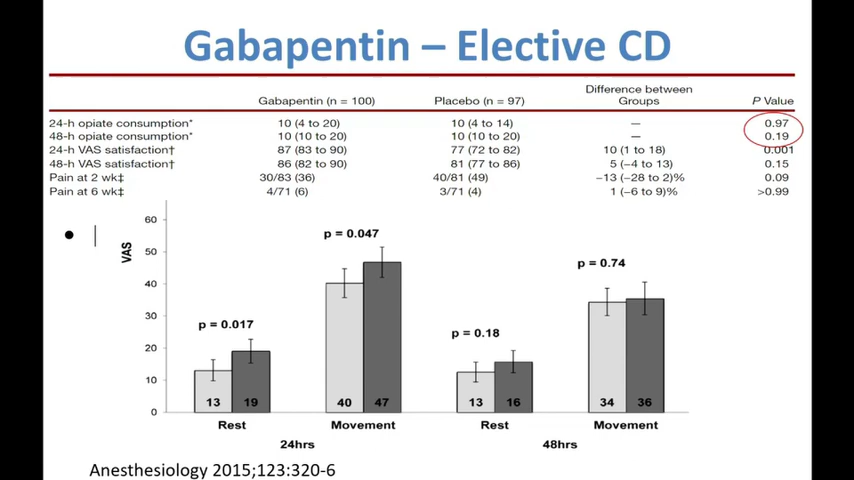 Gabapentin – Elective CD
Difference between
Gabapentin (n = 100) Placebo (n = 97) Groups P Value
24-h opiate consumption* 10 (4 to 20) 10 (4 to 14) — 0.97
48-h opiate consumption* 10 (10 to 20) 10 (10 to 20) — 0.19
24-h VAS satisfaction† 87 (83 to 90) 77 (72 to 82) 10 (1 to 18) 0.001
48-h VAS satisfaction† 86 (82 to 90) 81 (77 to 86) 5 (−4 to 13) 0.15
Pain at 2 wk‡ 30/83 (36) 40/81 (49) −13 (−28 to 2)% 0.09
Pain at 6 wk‡ 4/71 (6) 3/71 (4) 1 (−6 to 9)% >0.99
VAS
60
50
40
30
20
10
0
p = 0.017
p = 0.047
p = 0.18
p = 0.74
13 19 40 47 13 16 34 36
Rest Movement Rest Movement
24hrs 48hrs
Anesthesiology 2015;123:320-6